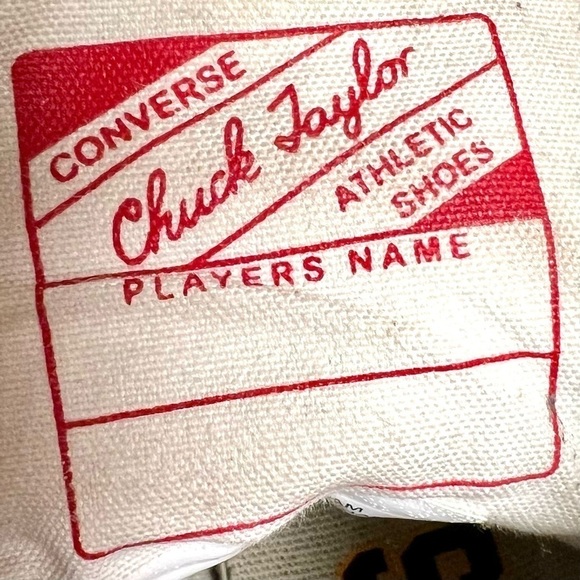 CONVERSE
Chuck Taylor
ATHLETIC
SHOES
PLAYERS NAME